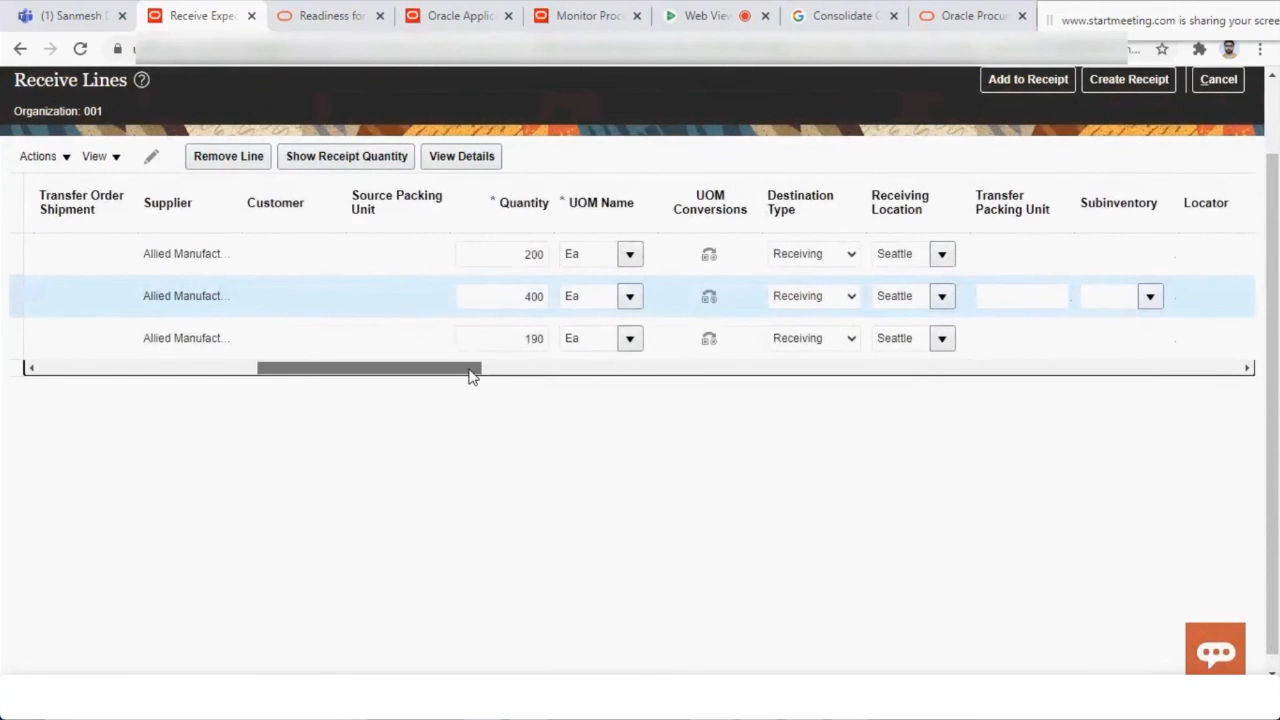 (1) Sanmesh D
Receive Expec
Readiness for
Oracle Applic
Monitor Proc
Web View
Consolidate
Oracle Procu
www.startmeeting.com is sharing your scree
Receive Lines
Add to Receipt
Create Receipt
Cancel
Organization: 001
Actions
View
Remove Line
Show Receipt Quantity
View Details
Transfer Order Shipment
Supplier
Customer
Source Packing Unit
* Quantity
* UOM Name
UOM Conversions
Destination Type
Receiving Location
Transfer Packing Unit
Subinventory
Locator
Allied Manufact... 200 Ea Receiving Seattle
Allied Manufact... 400 Ea Receiving Seattle
Allied Manufact... 190 Ea Receiving Seattle